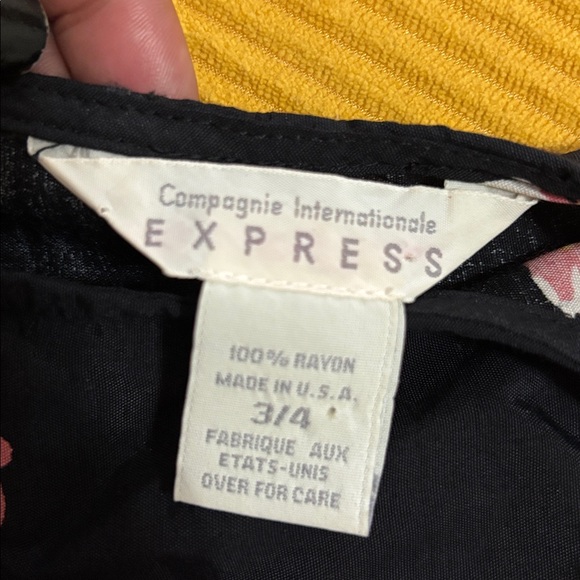 Compagnie Internationale
EXPRESS
100% RAYON
MADE IN U.S.A.
3/4
FABRIQUE AUX
ETATS-UNIS
OVER FOR CARE